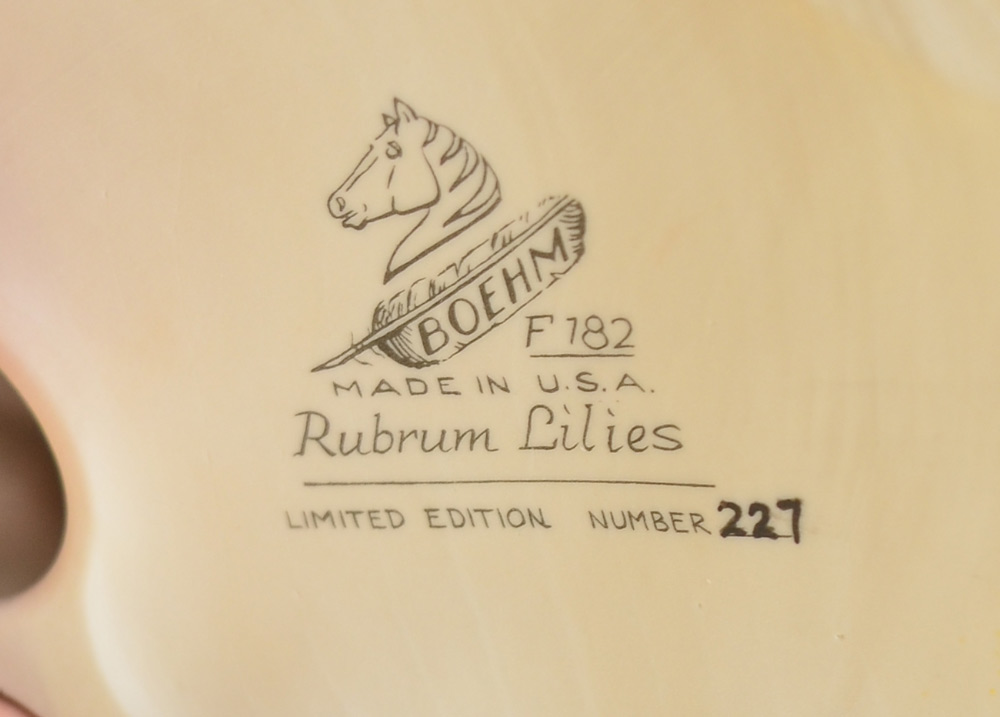 BOEHM
F 182
MADE IN U.S.A.
Rubrum Lilies
LIMITED EDITION NUMBER 227